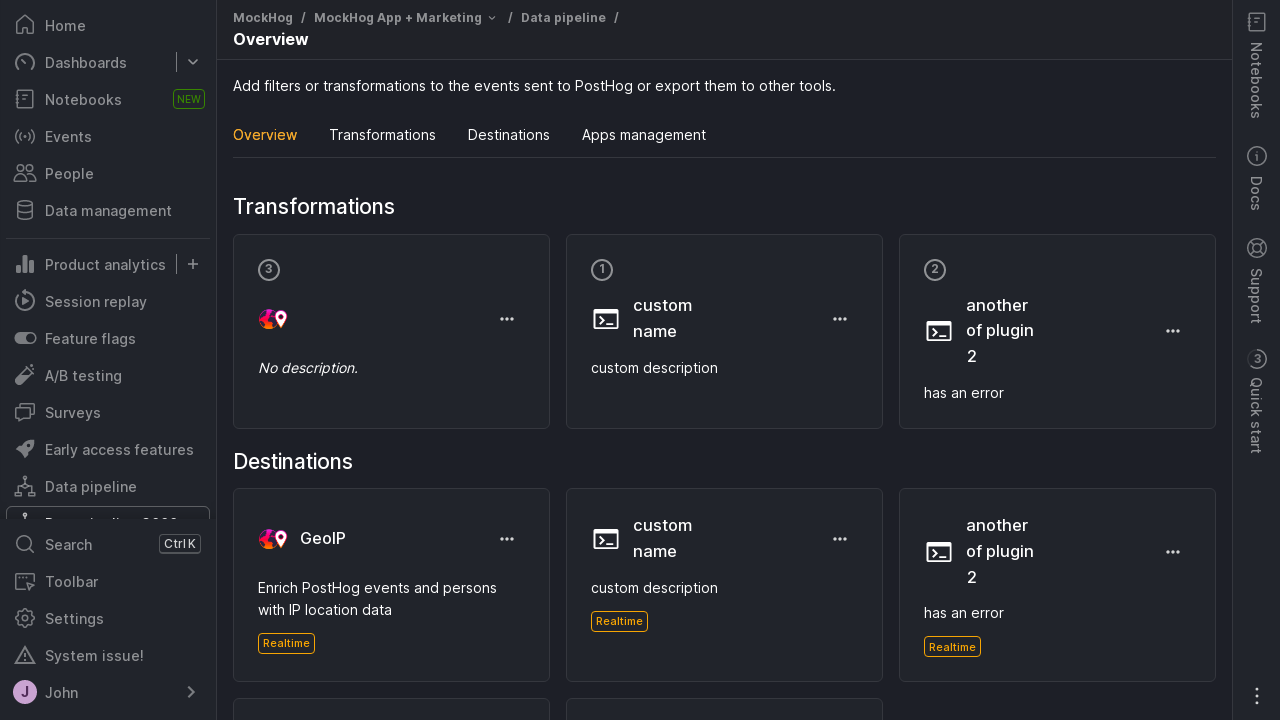 Home
Dashboards
Notebooks
NEW
Events
People
Data management
Product analytics
Session replay
Feature flags
A/B testing
Surveys
Early access features
Data pipeline
Search
Ctrl K
Toolbar
Settings
System issue!
J
John
MockHog / MockHog App + Marketing / Data pipeline /
Overview
Add filters or transformations to the events sent to PostHog or export them to other tools.
Overview
Transformations
Destinations
Apps management
Transformations
3
No description.
1
custom
name
custom description
2
another
of plugin
2
has an error
Destinations
GeoIP
Enrich PostHog events and persons
with IP location data
Realtime
custom
name
custom description
Realtime
another
of plugin
2
has an error
Realtime
Notebooks
Docs
Support
3
Quick start